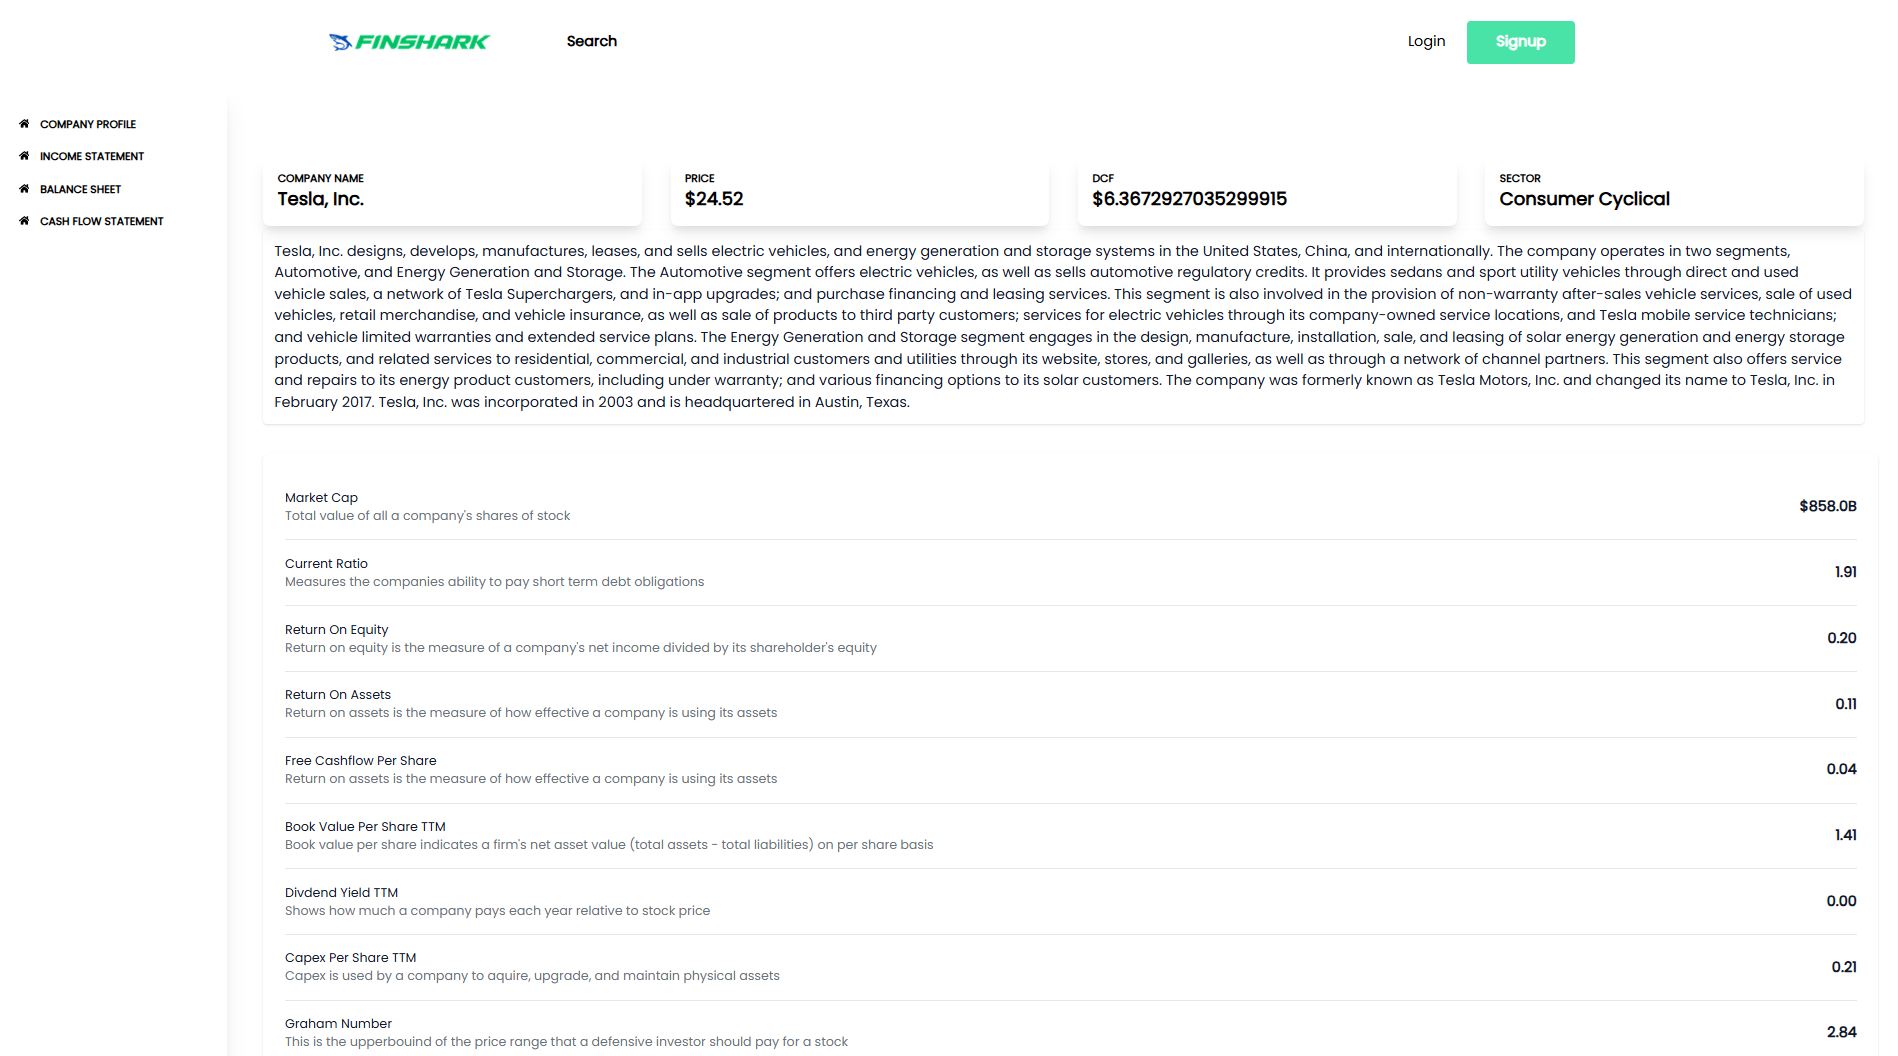 FINSHARK
Search
Login
Signup
COMPANY PROFILE
INCOME STATEMENT
BALANCE SHEET
CASH FLOW STATEMENT
COMPANY NAME
Tesla, Inc.
PRICE
$24.52
DCF
$6.3672927035299915
SECTOR
Consumer Cyclical
Tesla, Inc. designs, develops, manufactures, leases, and sells electric vehicles, and energy generation and storage systems in the United States, China, and internationally. The company operates in two segments,
Automotive, and Energy Generation and Storage. The Automotive segment offers electric vehicles, as well as sells automotive regulatory credits. It provides sedans and sport utility vehicles through direct and used
vehicle sales, a network of Tesla Superchargers, and in-app upgrades; and purchase financing and leasing services. This segment is also involved in the provision of non-warranty after-sales vehicle services, sale of used
vehicles, retail merchandise, and vehicle insurance, as well as sale of products to third party customers; services for electric vehicles through its company-owned service locations, and Tesla mobile service technicians;
and vehicle limited warranties and extended service plans. The Energy Generation and Storage segment engages in the design, manufacture, installation, sale, and leasing of solar energy generation and energy storage
products, and related services to residential, commercial, and industrial customers and utilities through its website, stores, and galleries, as well as through a network of channel partners. This segment also offers service
and repairs to its energy product customers, including under warranty; and various financing options to its solar customers. The company was formerly known as Tesla Motors, Inc. and changed its name to Tesla, Inc. in
February 2017. Tesla, Inc. was incorporated in 2003 and is headquartered in Austin, Texas.
Market Cap
Total value of all a company's shares of stock
$858.0B
Current Ratio
Measures the companies ability to pay short term debt obligations
1.91
Return On Equity
Return on equity is the measure of a company's net income divided by its shareholder's equity
0.20
Return On Assets
Return on assets is the measure of how effective a company is using its assets
0.11
Free Cashflow Per Share
Return on assets is the measure of how effective a company is using its assets
0.04
Book Value Per Share TTM
Book value per share indicates a firm's net asset value (total assets - total liabilities) on per share basis
1.41
Divdend Yield TTM
Shows how much a company pays each year relative to stock price
0.00
Capex Per Share TTM
Capex is used by a company to aquire, upgrade, and maintain physical assets
0.21
Graham Number
This is the upperbouind of the price range that a defensive investor should pay for a stock
2.84